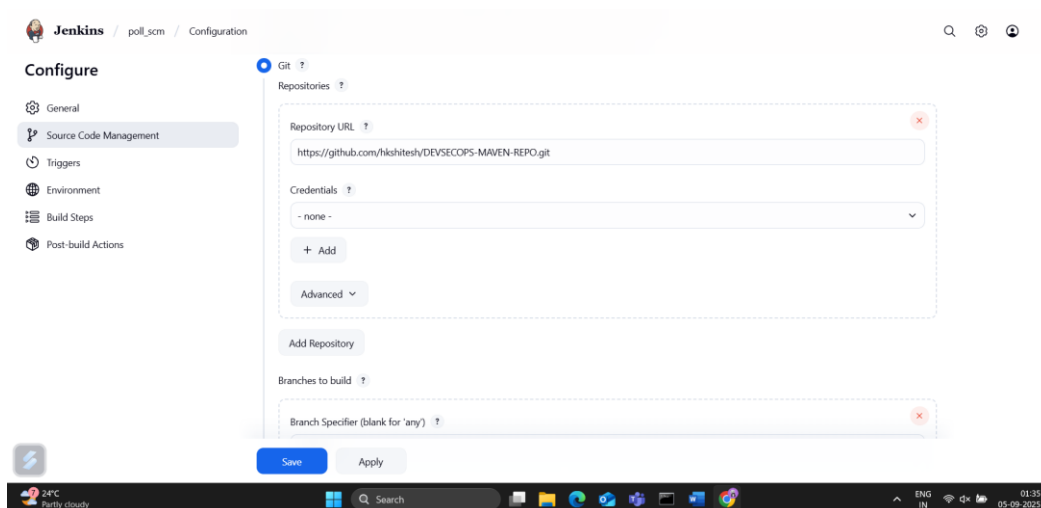 Jenkins / poll_scm / Configuration
Configure
General
Source Code Management
Triggers
Environment
Build Steps
Post-build Actions
Git ?
Repositories ?
Repository URL ?
https://github.com/hkshitesh/DEVSECOPS-MAVEN-REPO.git
Credentials ?
- none -
+ Add
Advanced
Add Repository
Branches to build ?
Branch Specifier (blank for 'any') ?
Save Apply
7
24°C
Partly cloudy
Search
ENG
IN
01:35
05-09-2025